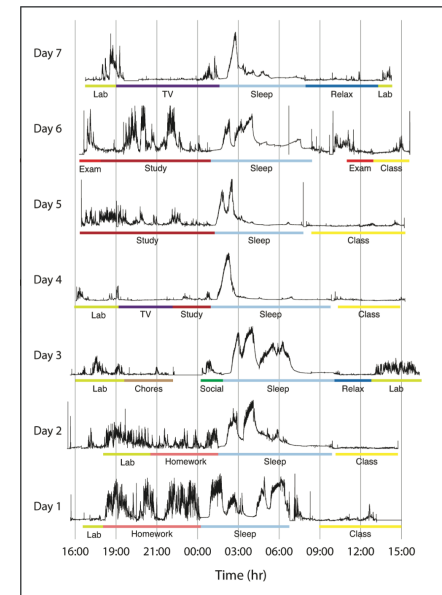 Day 7
Lab TV Sleep Relax Lab
Day 6
Exam Study Sleep Exam Class
Day 5
Study Sleep Class
Day 4
Lab TV Study Sleep Class
Day 3
Lab Chores Social Sleep Relax Lab
Day 2
Lab Homework Sleep Class
Day 1
Lab Homework Sleep Class
16:00 19:00 21:00 00:00 03:00 06:00 09:00 12:00 15:00
Time (hr)